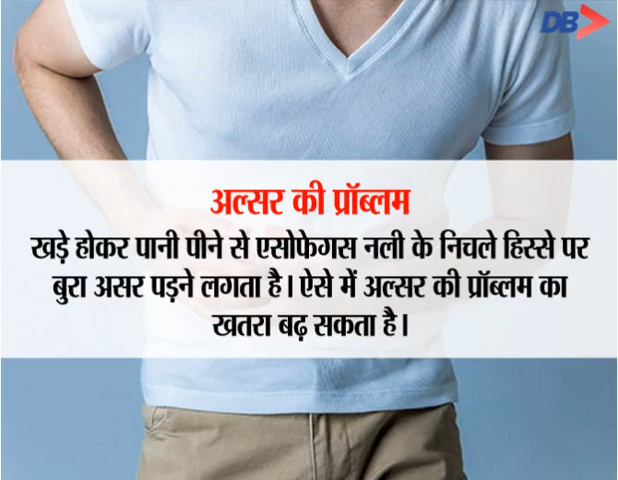 DB
अल्सर की प्रॉब्लम
खड़े होकर पानी पीने से एसोफेगस नली के निचले हिस्से पर
बुरा असर पड़ने लगता है। ऐसे में अल्सर की प्रॉब्लम का
खतरा बढ़ सकता है।